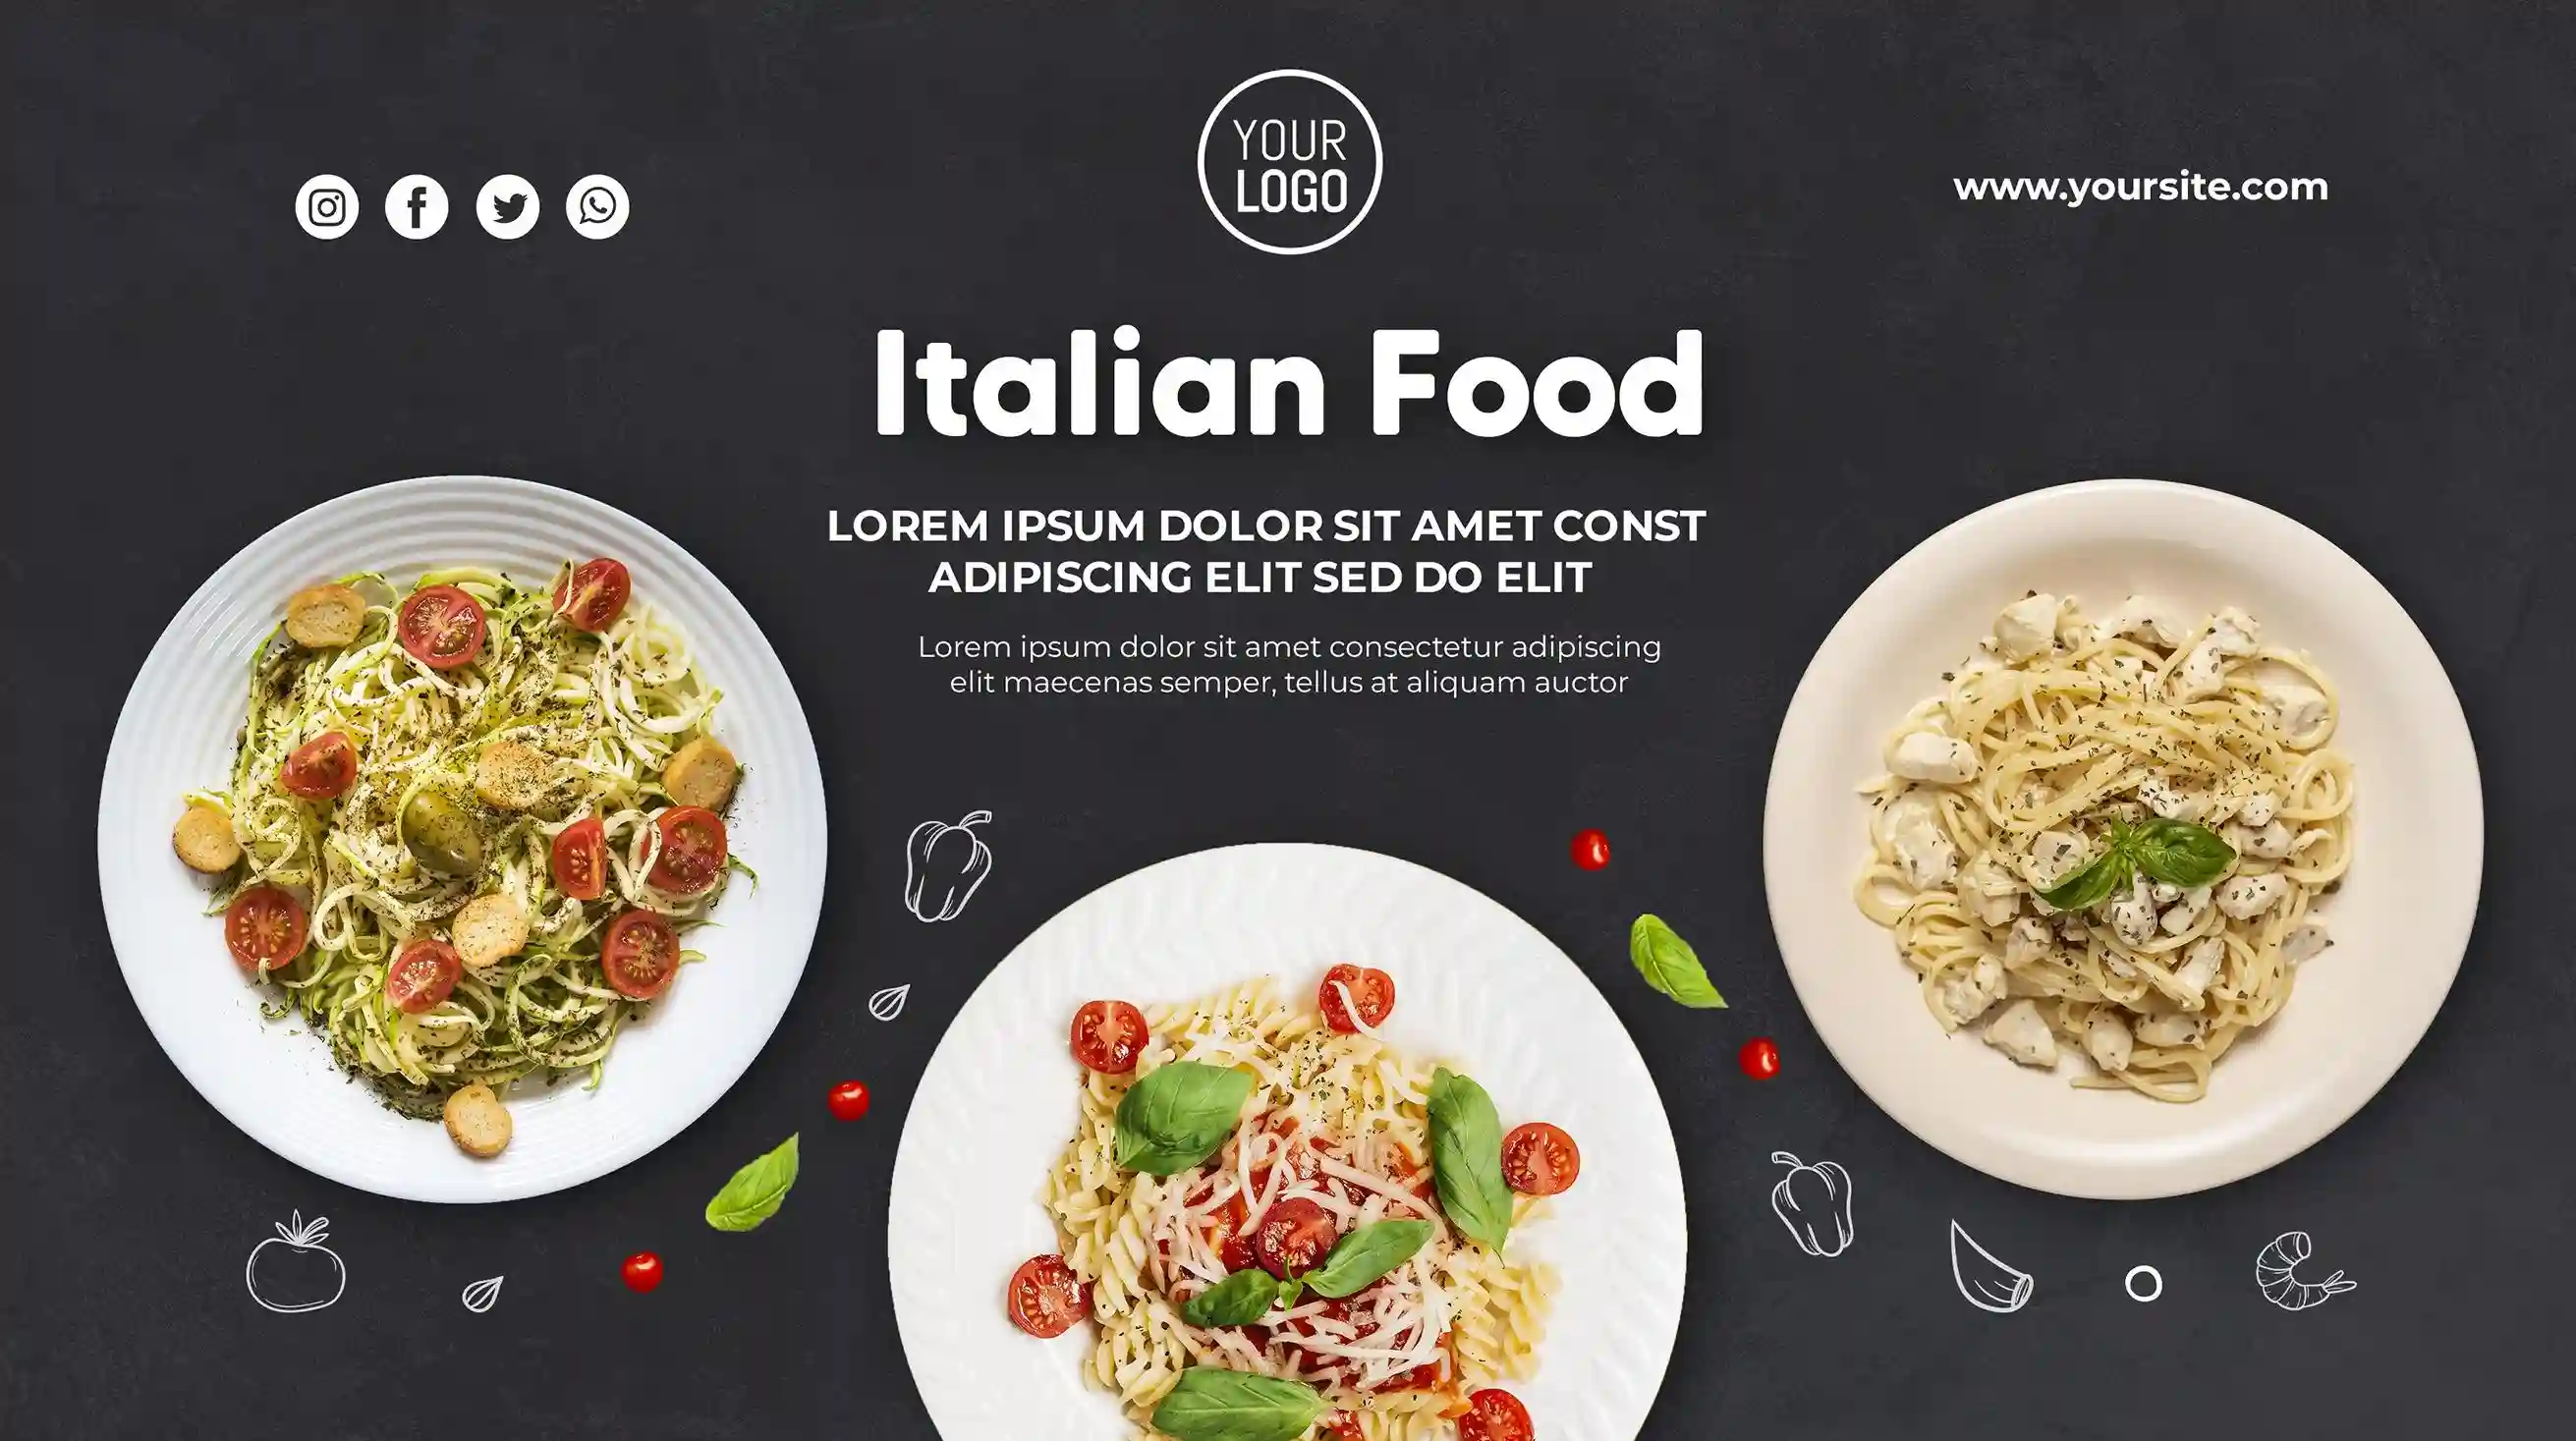 YOUR
LOGO
www.yoursite.com
Italian Food
LOREM IPSUM DOLOR SIT AMET CONST
ADIPISCING ELIT SED DO ELIT
Lorem ipsum dolor sit amet consectetur adipiscing
elit maecenas semper, tellus at aliquam auctor